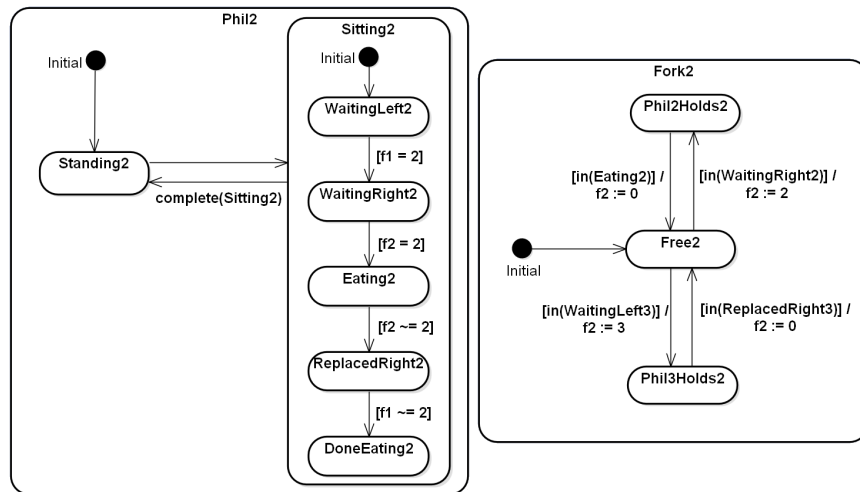 Phil2
Initial
Standing2
complete(Sitting2)
Sitting2
Initial
WaitingLeft2
[f1 = 2]
WaitingRight2
[f2 = 2]
Eating2
[f2 ~= 2]
ReplacedRight2
[f1 ~= 2]
DoneEating2
Fork2
Phil2Holds2
[in(Eating2)] /
f2 := 0
[in(WaitingRight2)] /
f2 := 2
Free2
Initial
[in(WaitingLeft3)] /
f2 := 3
[in(ReplacedRight3)] /
f2 := 0
Phil3Holds2